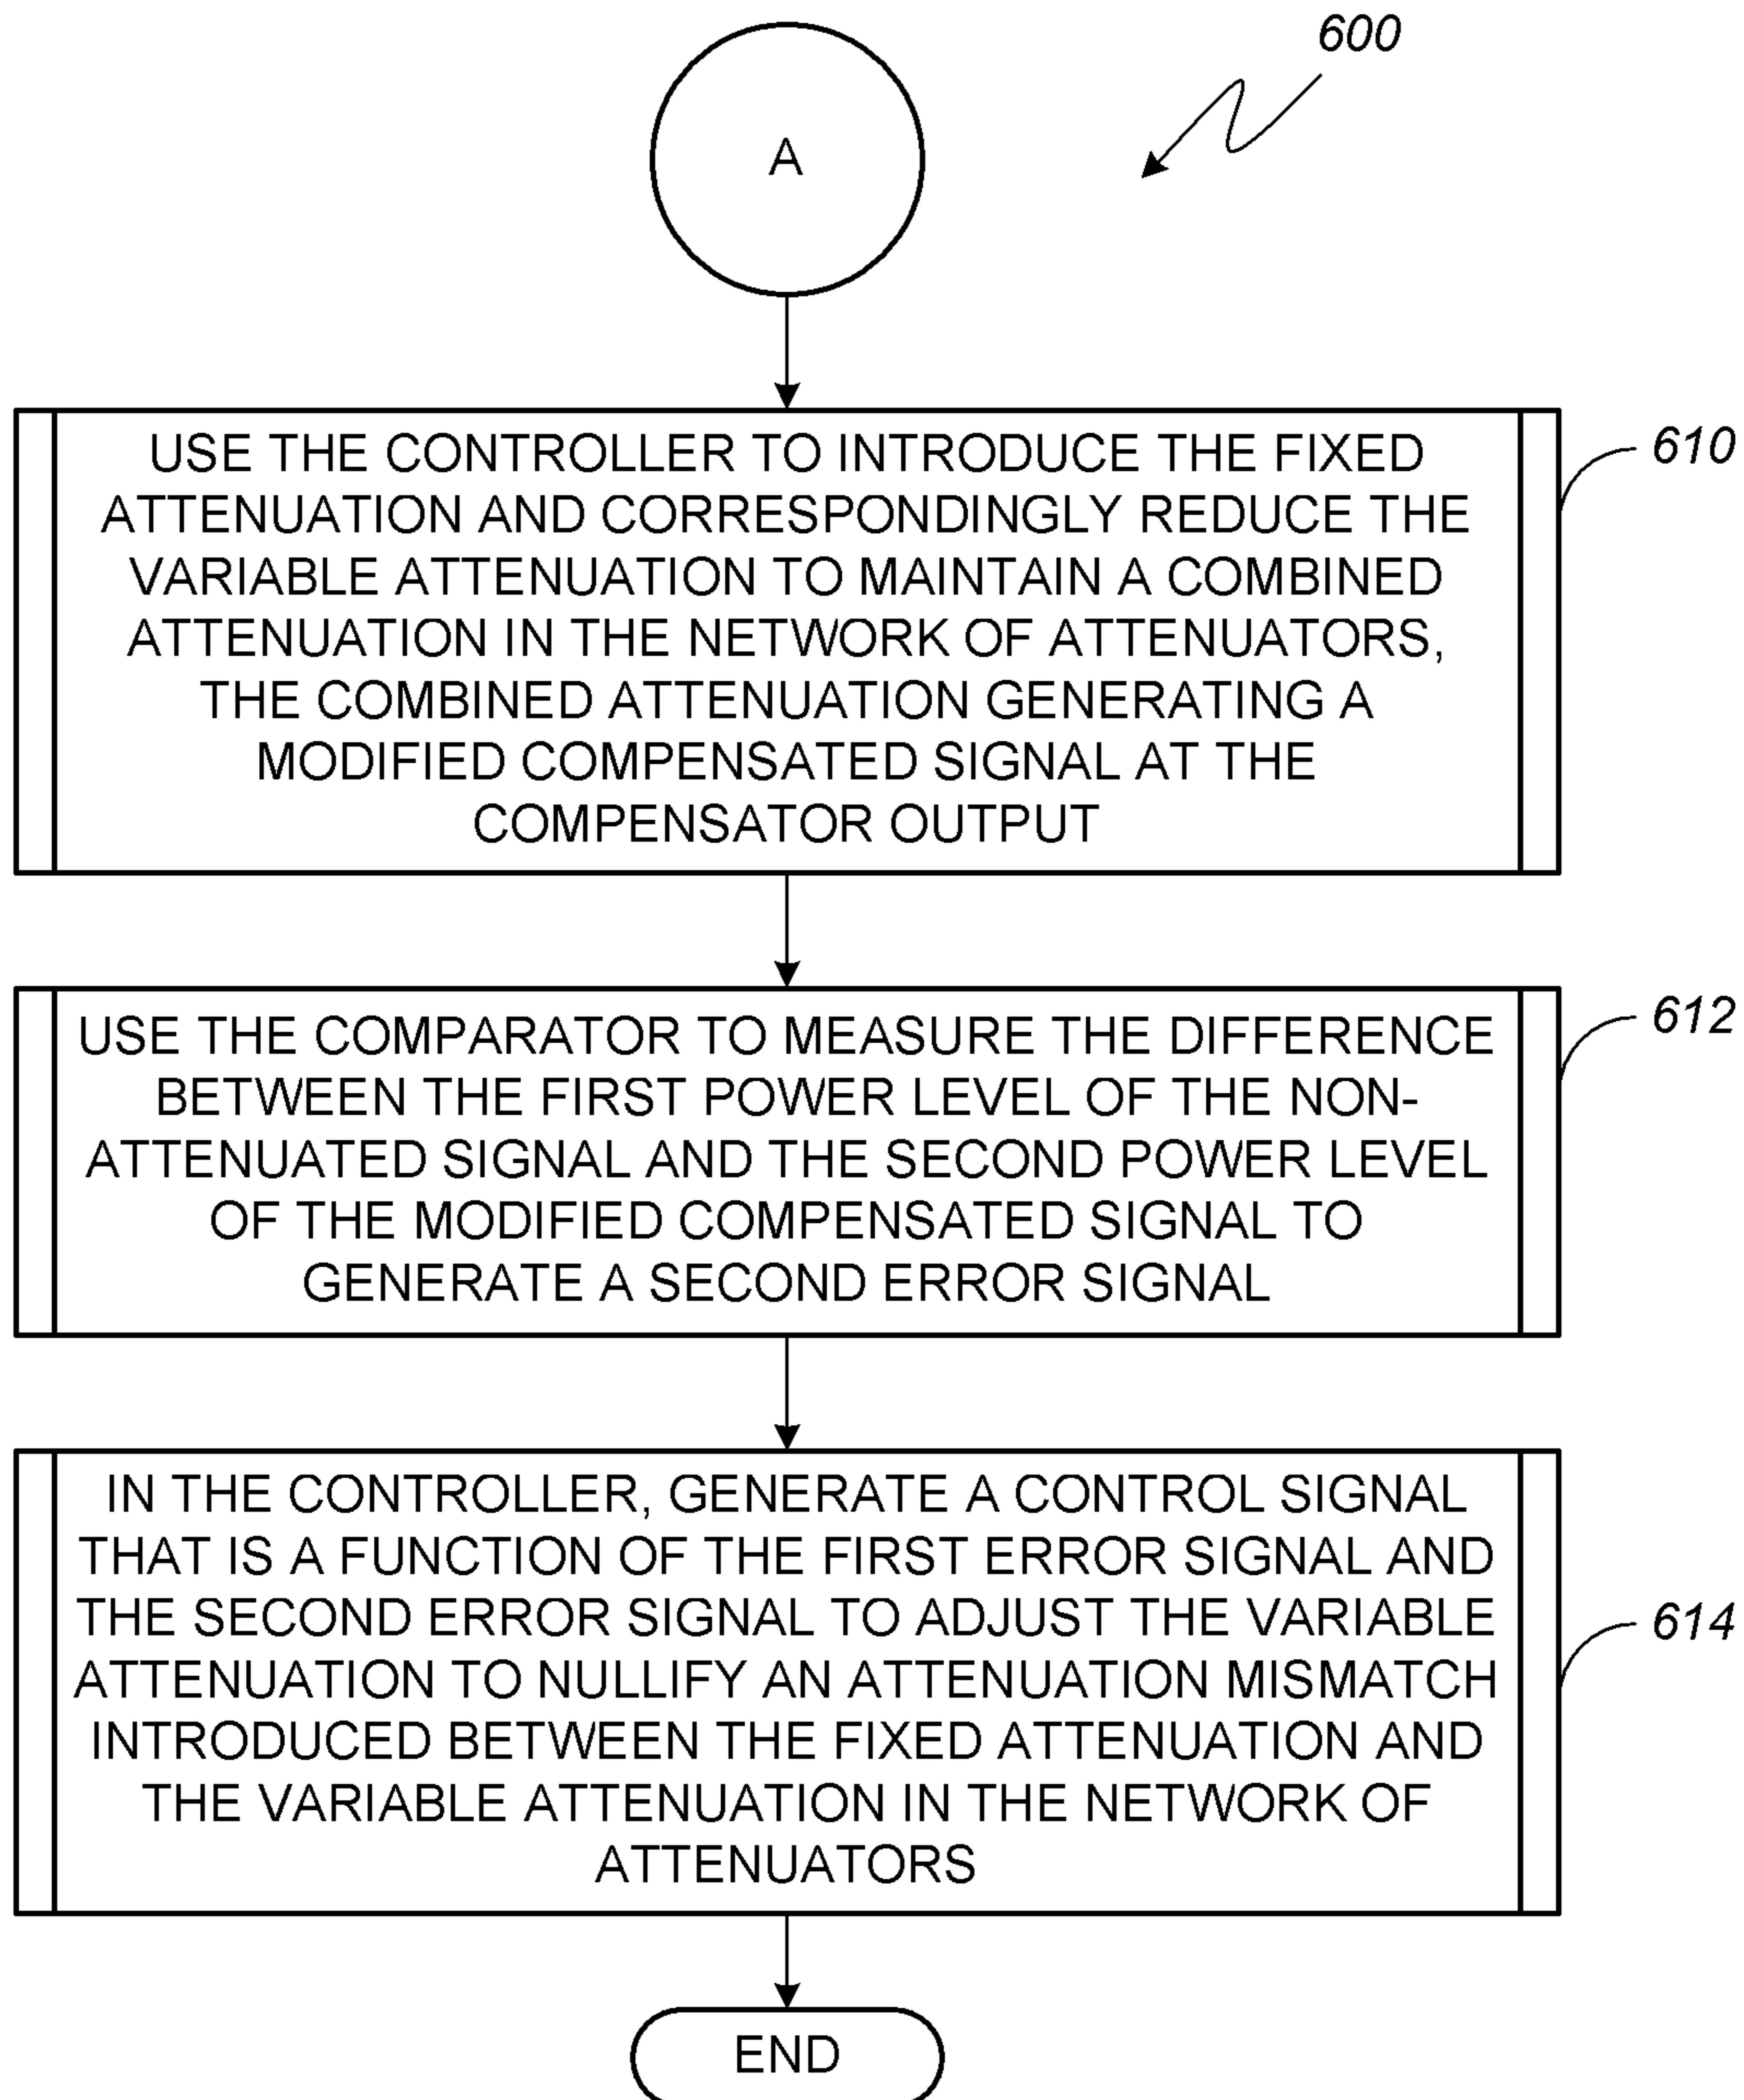 600
A
USE THE CONTROLLER TO INTRODUCE THE FIXED
ATTENUATION AND CORRESPONDINGLY REDUCE THE
VARIABLE ATTENUATION TO MAINTAIN A COMBINED
ATTENUATION IN THE NETWORK OF ATTENUATORS,
THE COMBINED ATTENUATION GENERATING A
MODIFIED COMPENSATED SIGNAL AT THE
COMPENSATOR OUTPUT
610
USE THE COMPARATOR TO MEASURE THE DIFFERENCE
BETWEEN THE FIRST POWER LEVEL OF THE NON-
ATTENUATED SIGNAL AND THE SECOND POWER LEVEL
OF THE MODIFIED COMPENSATED SIGNAL TO
GENERATE A SECOND ERROR SIGNAL
612
IN THE CONTROLLER, GENERATE A CONTROL SIGNAL
THAT IS A FUNCTION OF THE FIRST ERROR SIGNAL AND
THE SECOND ERROR SIGNAL TO ADJUST THE VARIABLE
ATTENUATION TO NULLIFY AN ATTENUATION MISMATCH
INTRODUCED BETWEEN THE FIXED ATTENUATION AND
THE VARIABLE ATTENUATION IN THE NETWORK OF
ATTENUATORS
614
END